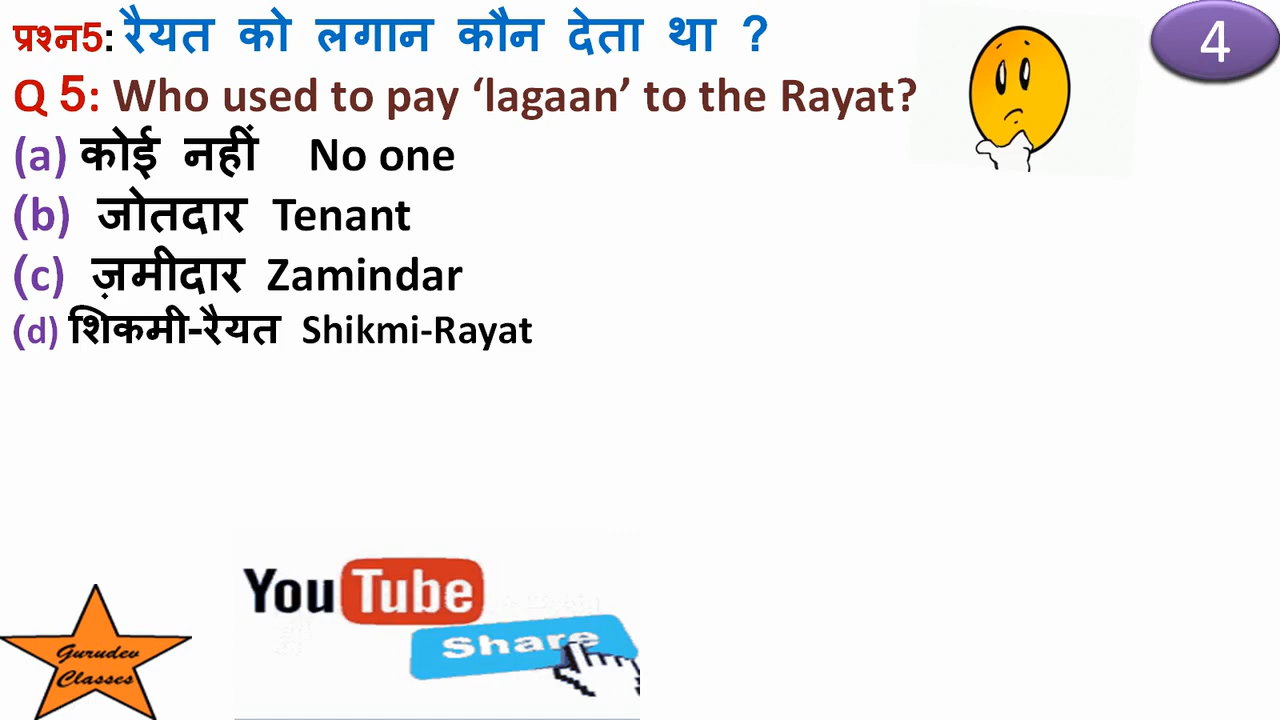 प्रश्न5: रैयत को लगान कौन देता था ?
4
Q 5: Who used to pay ‘lagaan’ to the Rayat?
(a) कोई नहीं No one
(b) जोतदार Tenant
(c) ज़मीदार Zamindar
(d) शिकमी-रैयत Shikmi-Rayat
YouTube
Share
Gurudev
Classes